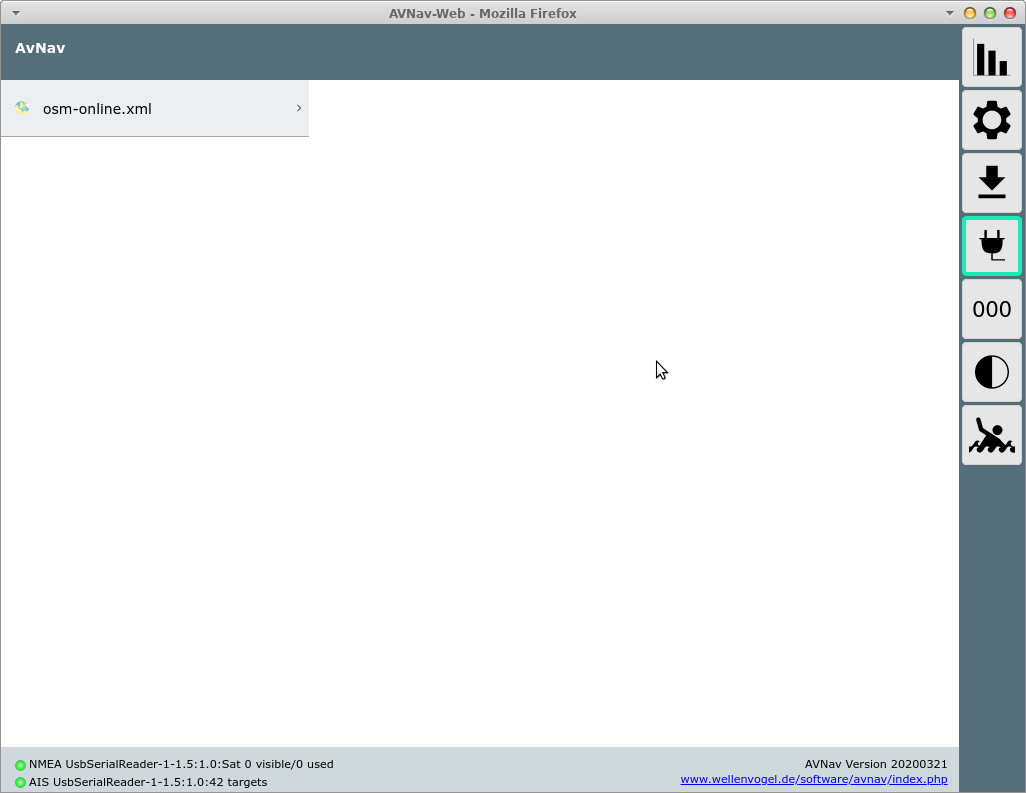 AVNav-Web - Mozilla Firefox
AvNav
osm-online.xml
000
NMEA UsbSerialReader-1-1.5:1.0:Sat 0 visible/0 used
AVNav Version 20200321
AIS UsbSerialReader-1-1.5:1.0:42 targets
www.wellenvogel.de/software/avnav/index.php